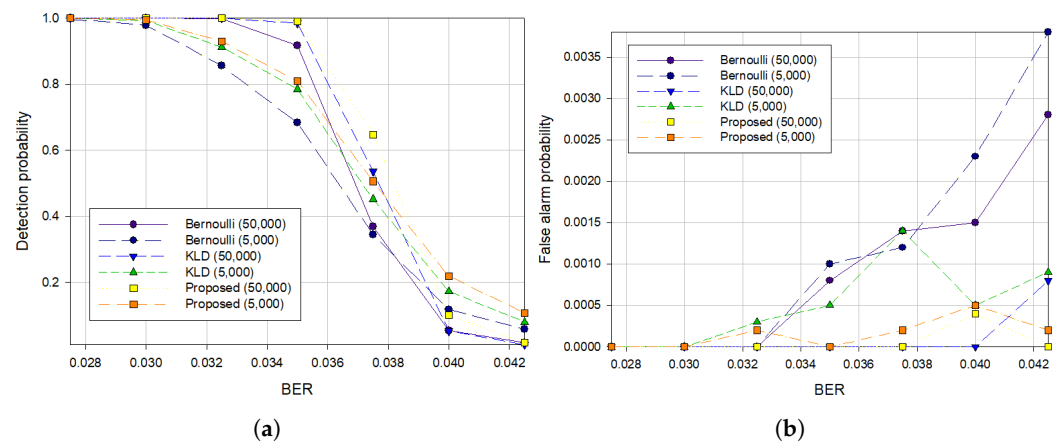 1.0
0.8
0.6
0.4
0.2
Detection probability
Bernoulli (50,000)
Bernoulli (5,000)
KLD (50,000)
KLD (5,000)
Proposed (50,000)
Proposed (5,000)
0.028 0.030 0.032 0.034 0.036 0.038 0.040 0.042
BER
(a)
0.0035
0.0030
0.0025
0.0020
0.0015
0.0010
0.0005
0.0000
False alarm probability
Bernoulli (50,000)
Bernoulli (5,000)
KLD (50,000)
KLD (5,000)
Proposed (50,000)
Proposed (5,000)
0.028 0.030 0.032 0.034 0.036 0.038 0.040 0.042
BER
(b)